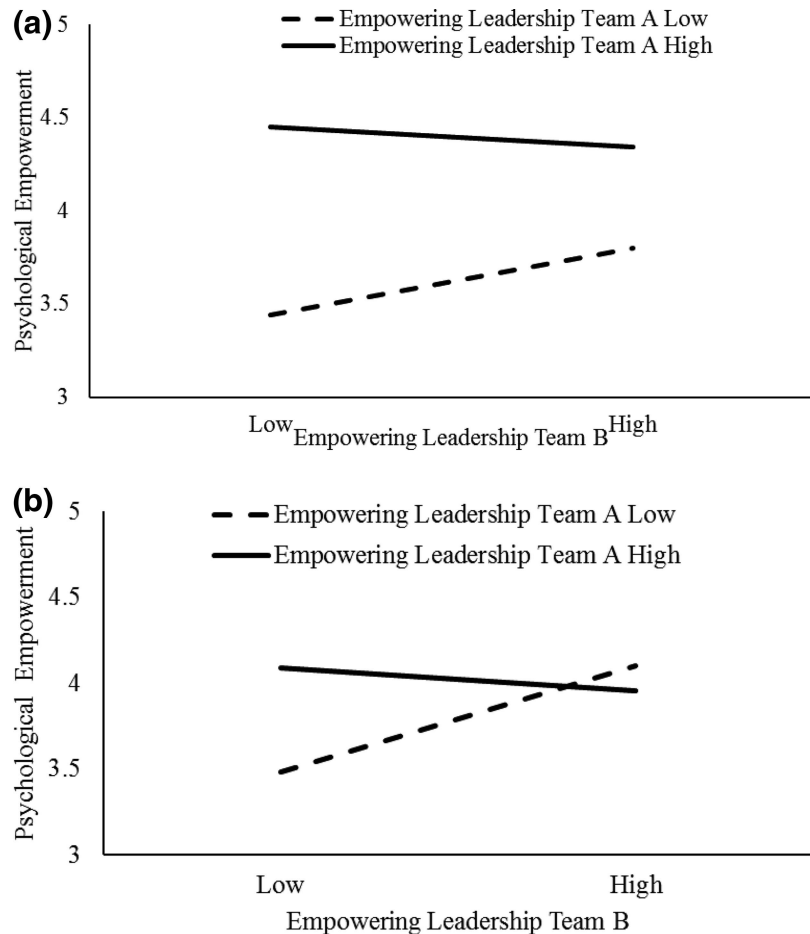 (a)
Empowering Leadership Team A Low
Empowering Leadership Team A High
Psychological Empowerment
5
4.5
4
3.5
3
Low
High
Empowering Leadership Team B
(b)
Empowering Leadership Team A Low
Empowering Leadership Team A High
Psychological Empowerment
5
4.5
4
3.5
3
Low
High
Empowering Leadership Team B